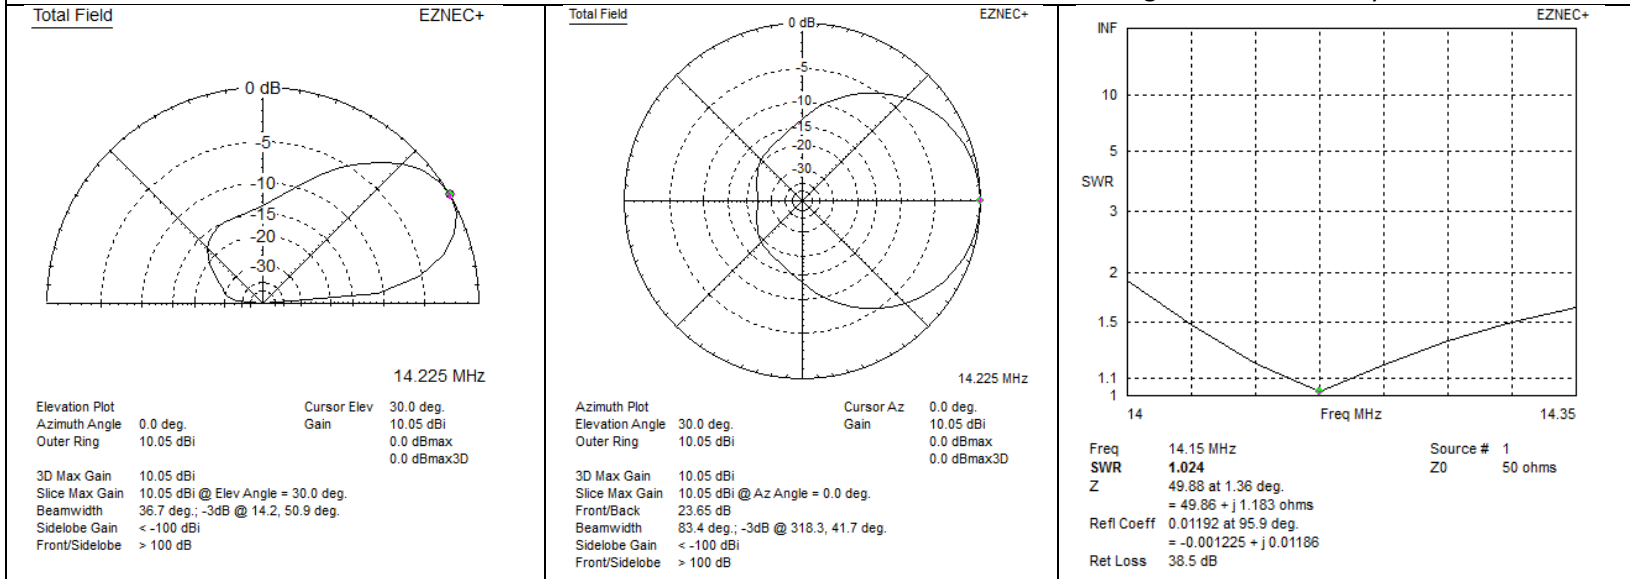 Total Field
EZNEC+
0 dB
-5
-10
-15
-20
-30
14.225 MHz
Elevation Plot
Cursor Elev 30.0 deg.
Azimuth Angle 0.0 deg.
Gain 10.05 dBi
Outer Ring 10.05 dBi
0.0 dBmax
0.0 dBmax3D
3D Max Gain 10.05 dBi
Slice Max Gain 10.05 dBi @ Elev Angle = 30.0 deg.
Beamwidth 36.7 deg.; -3dB @ 14.2, 50.9 deg.
Sidelobe Gain < -100 dBi
Front/Sidelobe > 100 dB
Total Field
EZNEC+
0 dB
-5
-10
-15
-20
-30
14.225 MHz
Azimuth Plot
Cursor Az 0.0 deg.
Elevation Angle 30.0 deg.
Gain 10.05 dBi
Outer Ring 10.05 dBi
0.0 dBmax
0.0 dBmax3D
3D Max Gain 10.05 dBi
Slice Max Gain 10.05 dBi @ Az Angle = 0.0 deg.
Front/Back 23.65 dB
Beamwidth 83.4 deg.; -3dB @ 318.3, 41.7 deg.
Sidelobe Gain < -100 dBi
Front/Sidelobe > 100 dB
EZNEC+
INF
10
5
SWR
3
2
1.5
1.1
1
14 Freq MHz 14.35
Freq 14.15 MHz
Source # 1
SWR 1.024
Z0 50 ohms
Z 49.88 at 1.36 deg.
= 49.86 + j 1.183 ohms
Refl Coeff 0.01192 at 95.9 deg.
= -0.001225 + j 0.01186
Ret Loss 38.5 dB